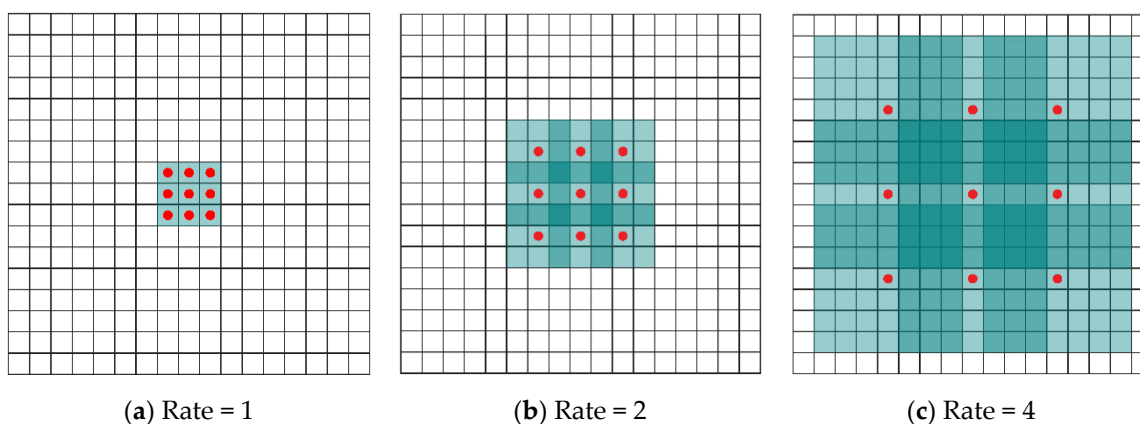 (a) Rate = 1
(b) Rate = 2
(c) Rate = 4